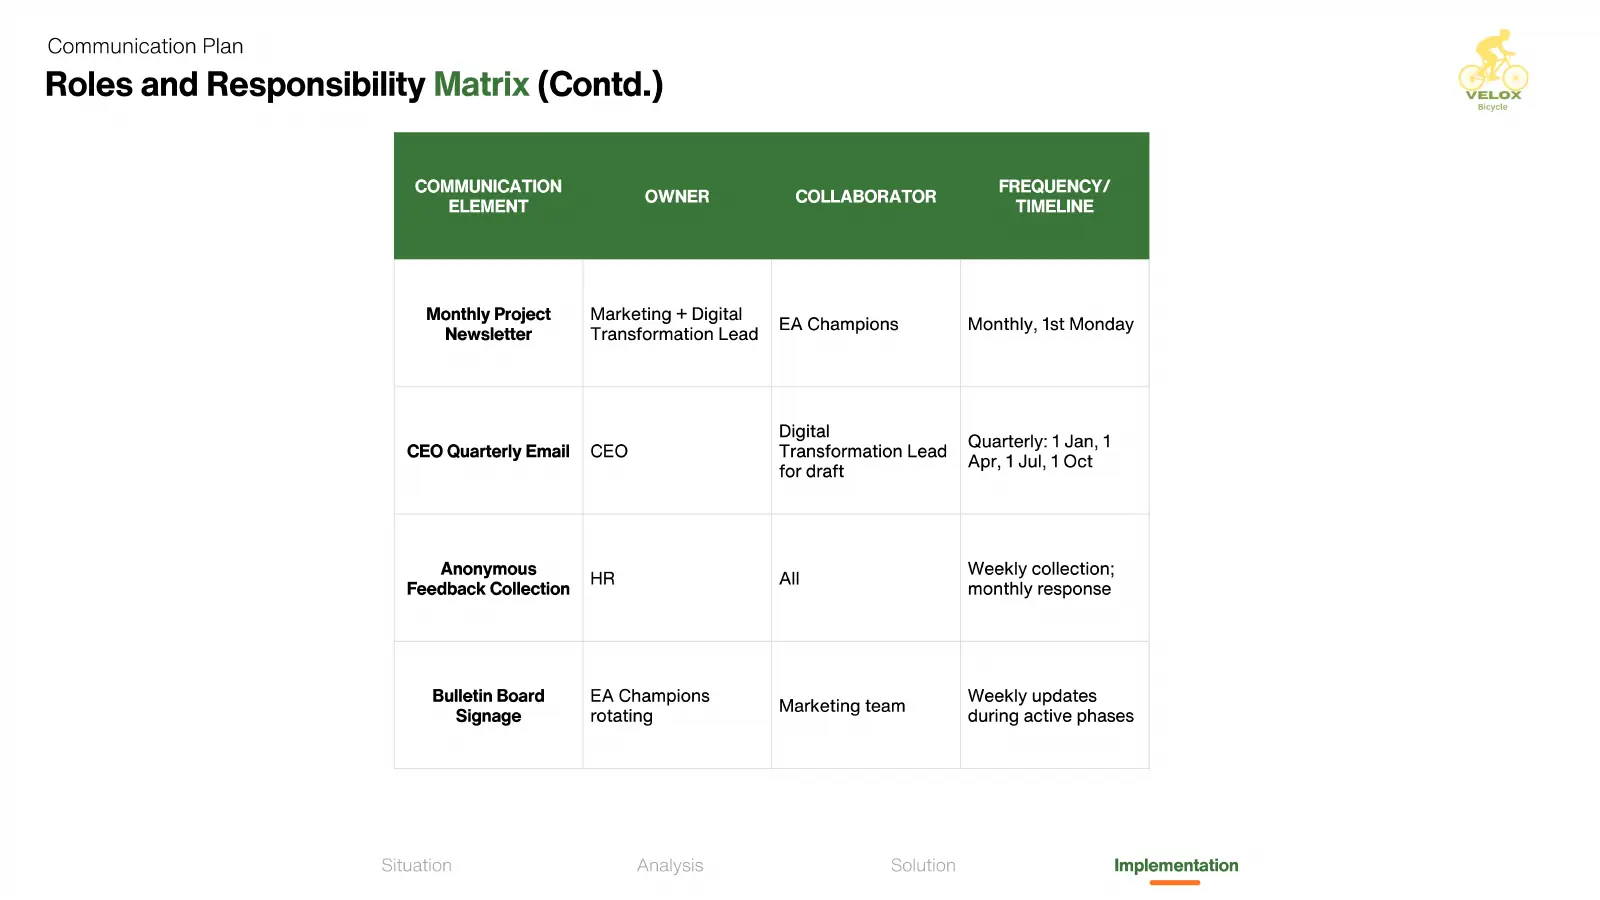 Communication Plan
Roles and Responsibility Matrix (Contd.)
VELOX
Bicycle
COMMUNICATION
ELEMENT
OWNER
COLLABORATOR
FREQUENCY/
TIMELINE
Monthly Project
Newsletter
Marketing + Digital
Transformation Lead
EA Champions
Monthly, 1st Monday
CEO Quarterly Email
CEO
Digital
Transformation Lead
for draft
Quarterly: 1 Jan, 1
Apr, 1 Jul, 1 Oct
Anonymous
Feedback Collection
HR
All
Weekly collection;
monthly response
Bulletin Board
Signage
EA Champions
rotating
Marketing team
Weekly updates
during active phases
Situation
Analysis
Solution
Implementation